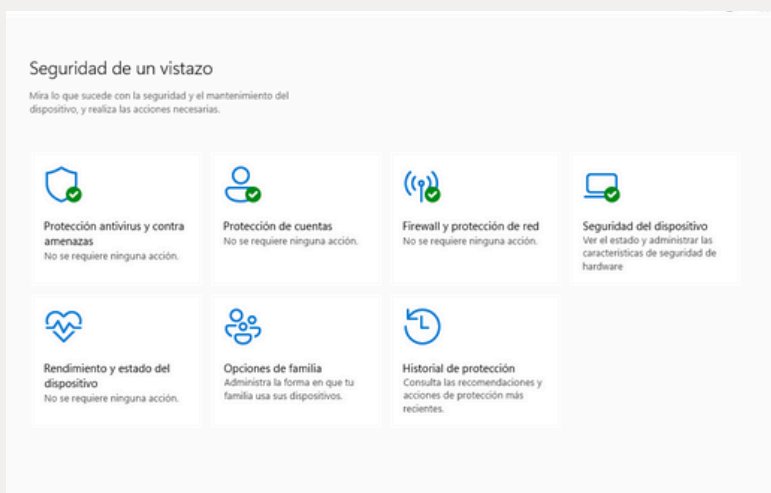 Seguridad de un vistazo
Mira lo que sucede con la seguridad y el mantenimiento del
dispositivo, y realiza las acciones necesarias.
Protección antivirus y contra
amenazas
No se requiere ninguna acción.
Protección de cuentas
No se requiere ninguna acción.
Firewall y protección de red
No se requiere ninguna acción.
Seguridad del dispositivo
Ver el estado y administrar las
características de seguridad de
hardware
Rendimiento y estado del
dispositivo
No se requiere ninguna acción.
Opciones de familia
Administra la forma en que tu
familia usa sus dispositivos.
Historial de protección
Consulta las recomendaciones y
acciones de protección más
recientes.